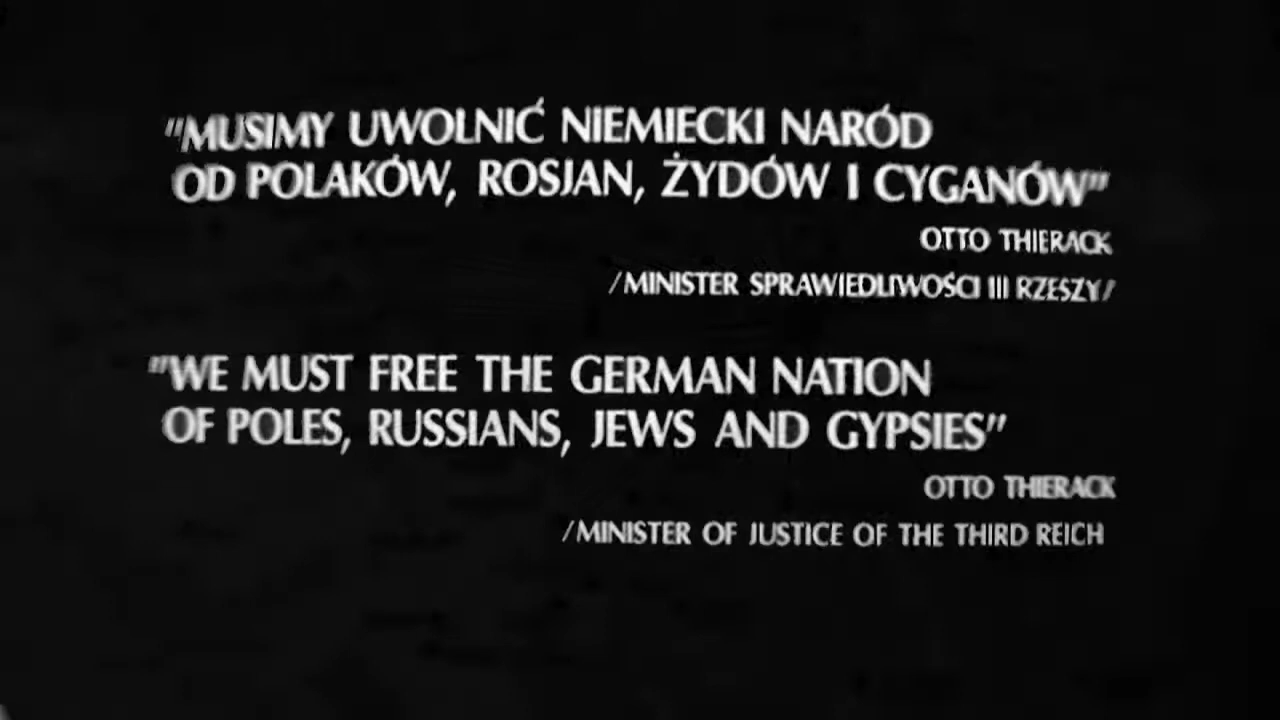 "MUSIMY UWOLNIĆ NIEMIECKI NARÓD
OD POLAKÓW, ROSJAN, ŻYDÓW I CYGANÓW"
OTTO THIERACK
/MINISTER SPRAWIEDLIWOŚCI III RZESZY/
"WE MUST FREE THE GERMAN NATION
OF POLES, RUSSIANS, JEWS AND GYPSIES"
OTTO THIERACK
/MINISTER OF JUSTICE OF THE THIRD REICH